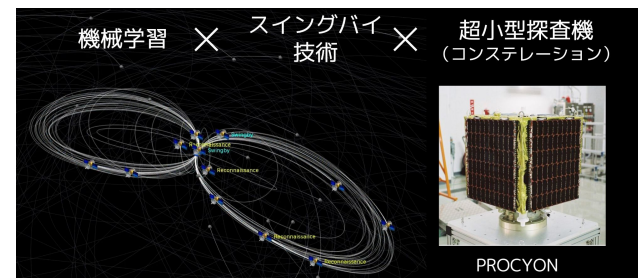 機械学習
×
スイングバイ
技術
×
超小型探査機
（コンステレーション）
Swingby
Reconnaissance
Swingby
Reconnaissance
Reconnaissance
Reconnaissance
PROCYON